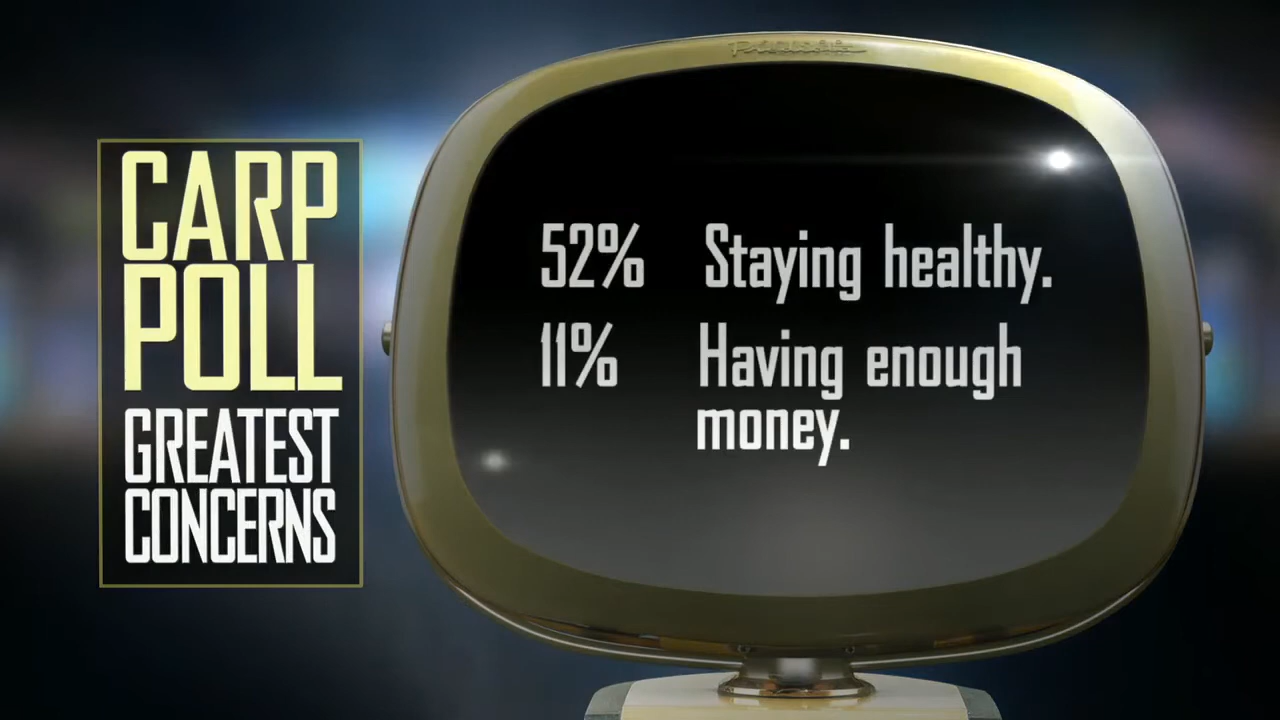 CARP
POLL
GREATEST
CONCERNS
52% Staying healthy.
11% Having enough
money.